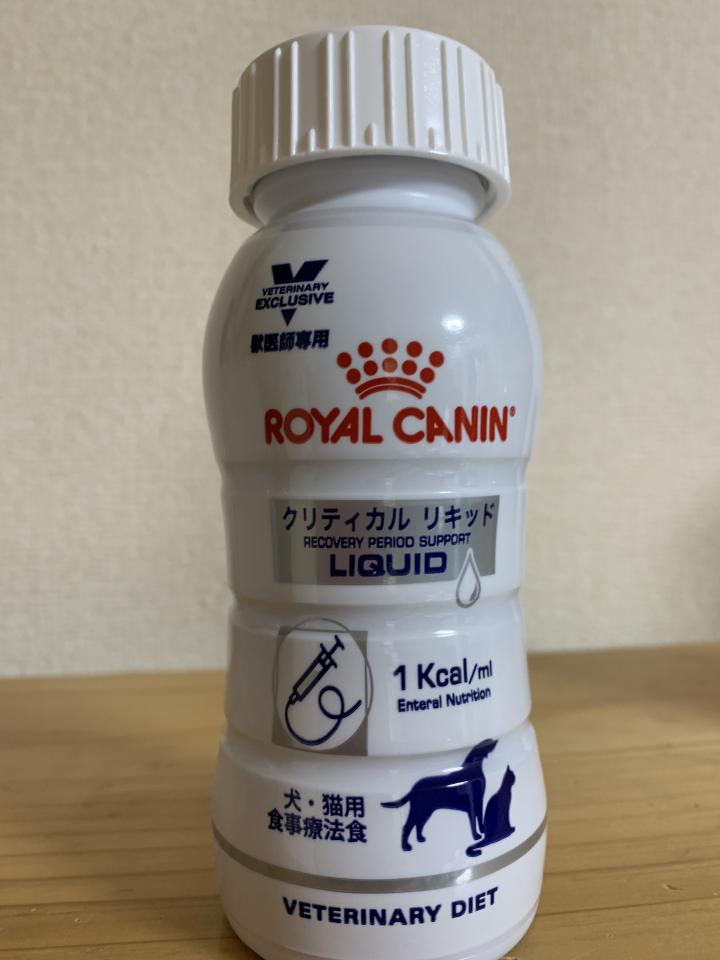 VETERINARY
EXCLUSIVE
獣医師専用
ROYAL CANIN®
クリティカル リキッド
RECOVERY PERIOD SUPPORT
LIQUID
1 Kcal/ml
Enteral Nutrition
犬・猫用
食事療法食
VETERINARY DIET